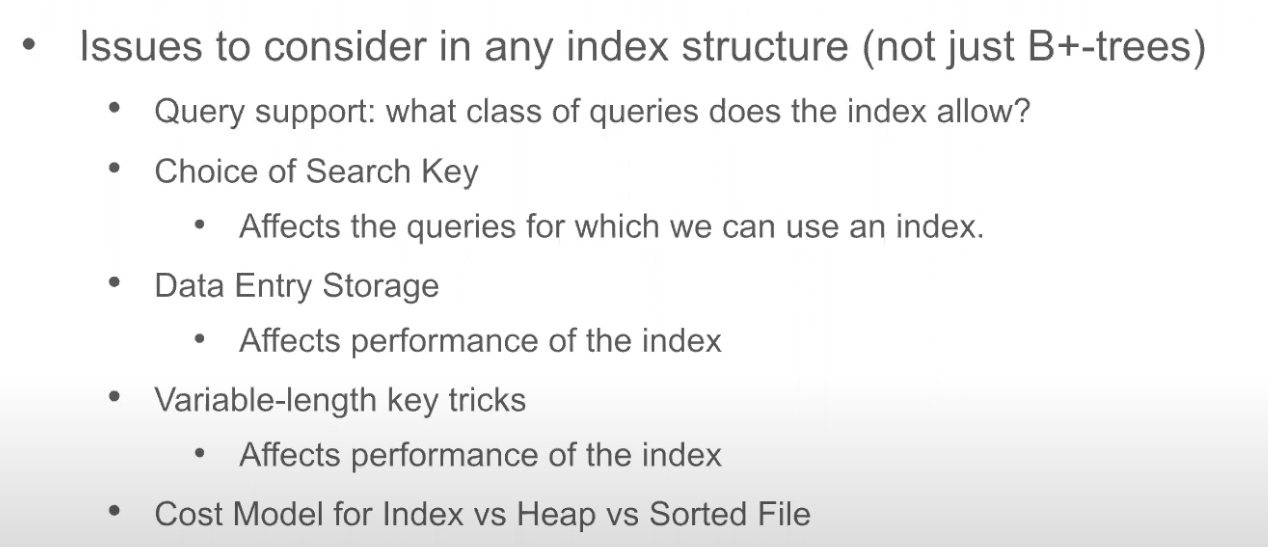 • Issues to consider in any index structure (not just B+-trees)
• Query support: what class of queries does the index allow?
• Choice of Search Key
• Affects the queries for which we can use an index.
• Data Entry Storage
• Affects performance of the index
• Variable-length key tricks
• Affects performance of the index
• Cost Model for Index vs Heap vs Sorted File